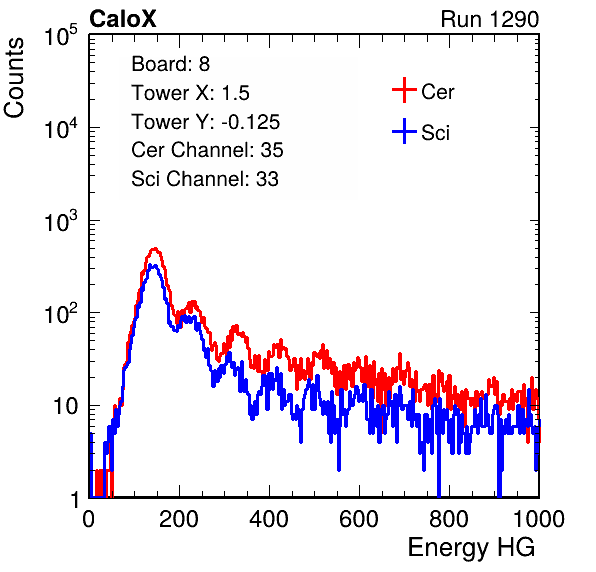 CaloX Run 1290
Counts
10^5
10^4
10^3
10^2
10
1
Board: 8
Tower X: 1.5
Tower Y: -0.125
Cer Channel: 35
Sci Channel: 33
Cer
Sci
0 200 400 600 800 1000
Energy HG